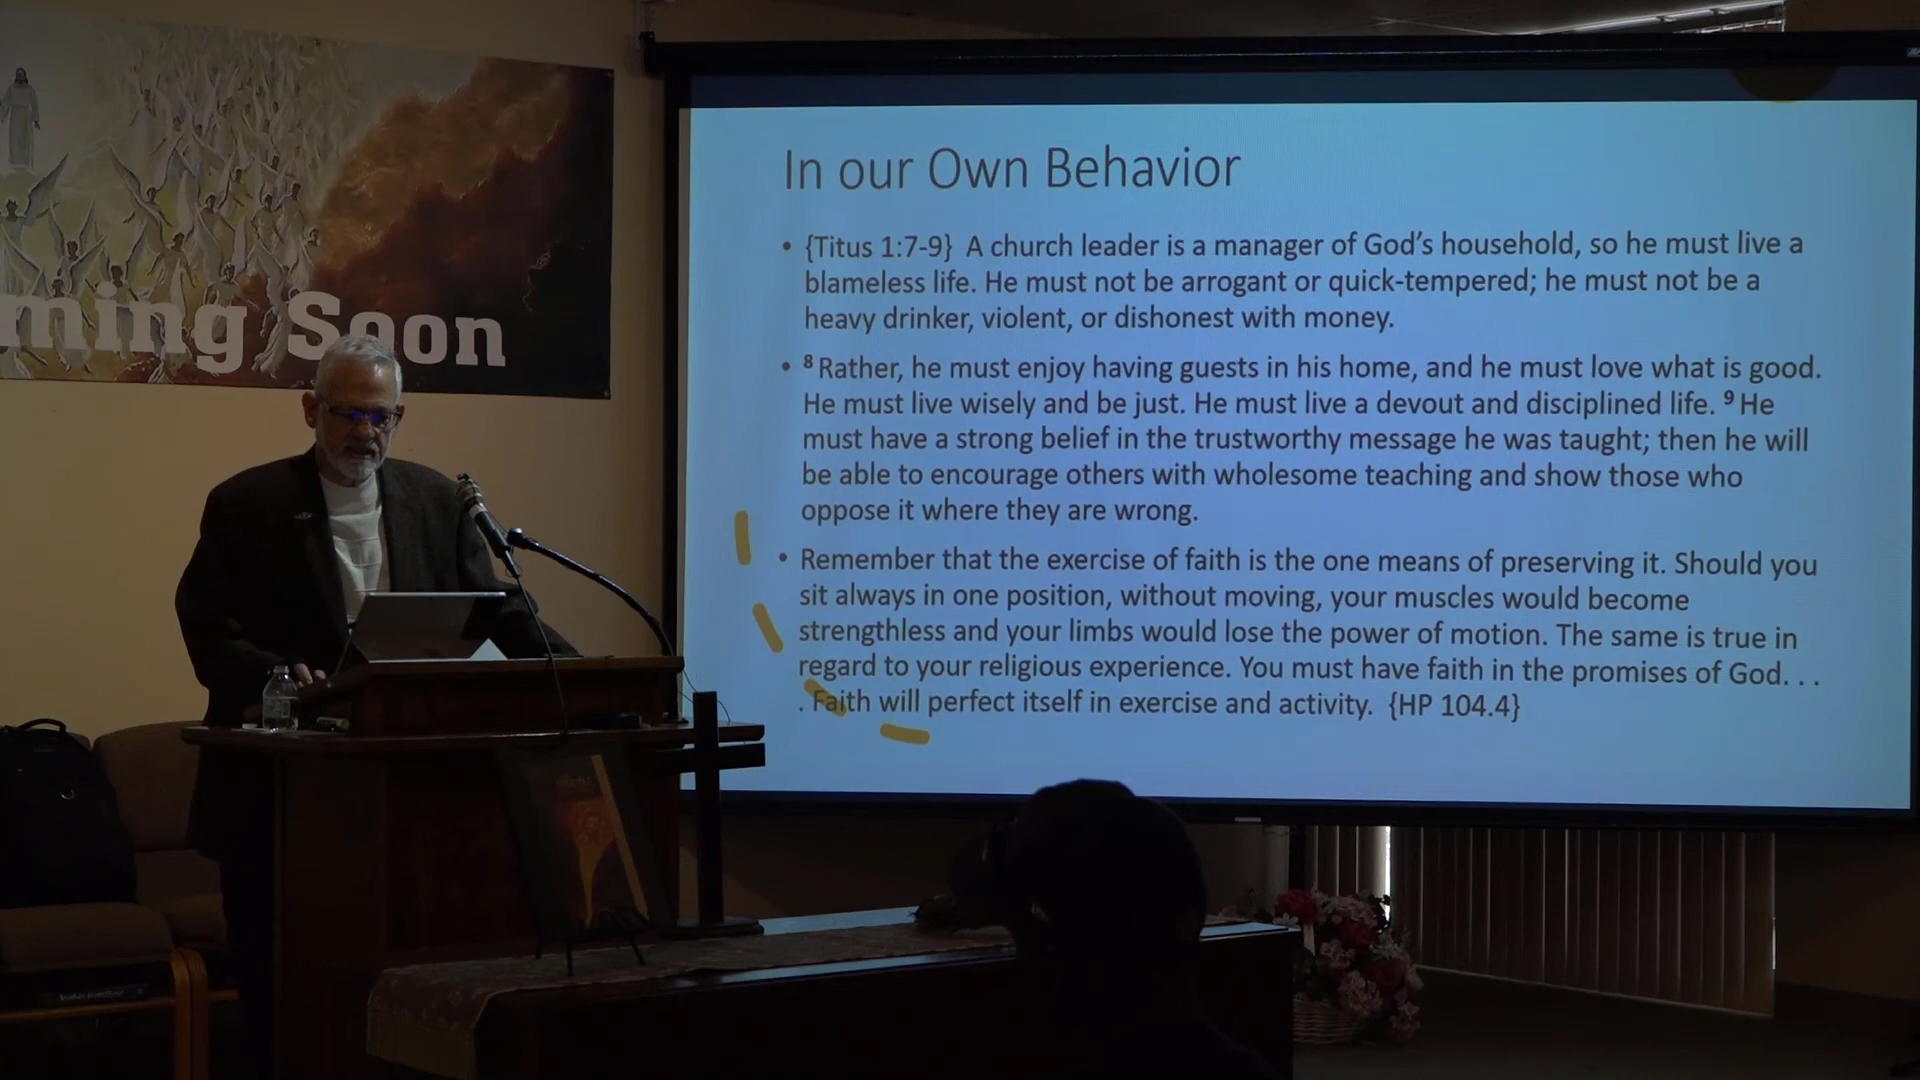 ming Soon
In our Own Behavior
• {Titus 1:7-9} A church leader is a manager of God’s household, so he must live a
blameless life. He must not be arrogant or quick-tempered; he must not be a
heavy drinker, violent, or dishonest with money.
• ⁸ Rather, he must enjoy having guests in his home, and he must love what is good.
He must live wisely and be just. He must live a devout and disciplined life. ⁹ He
must have a strong belief in the trustworthy message he was taught; then he will
be able to encourage others with wholesome teaching and show those who
oppose it where they are wrong.
• Remember that the exercise of faith is the one means of preserving it. Should you
sit always in one position, without moving, your muscles would become
strengthless and your limbs would lose the power of motion. The same is true in
regard to your religious experience. You must have faith in the promises of God. . .
. Faith will perfect itself in exercise and activity. {HP 104.4}